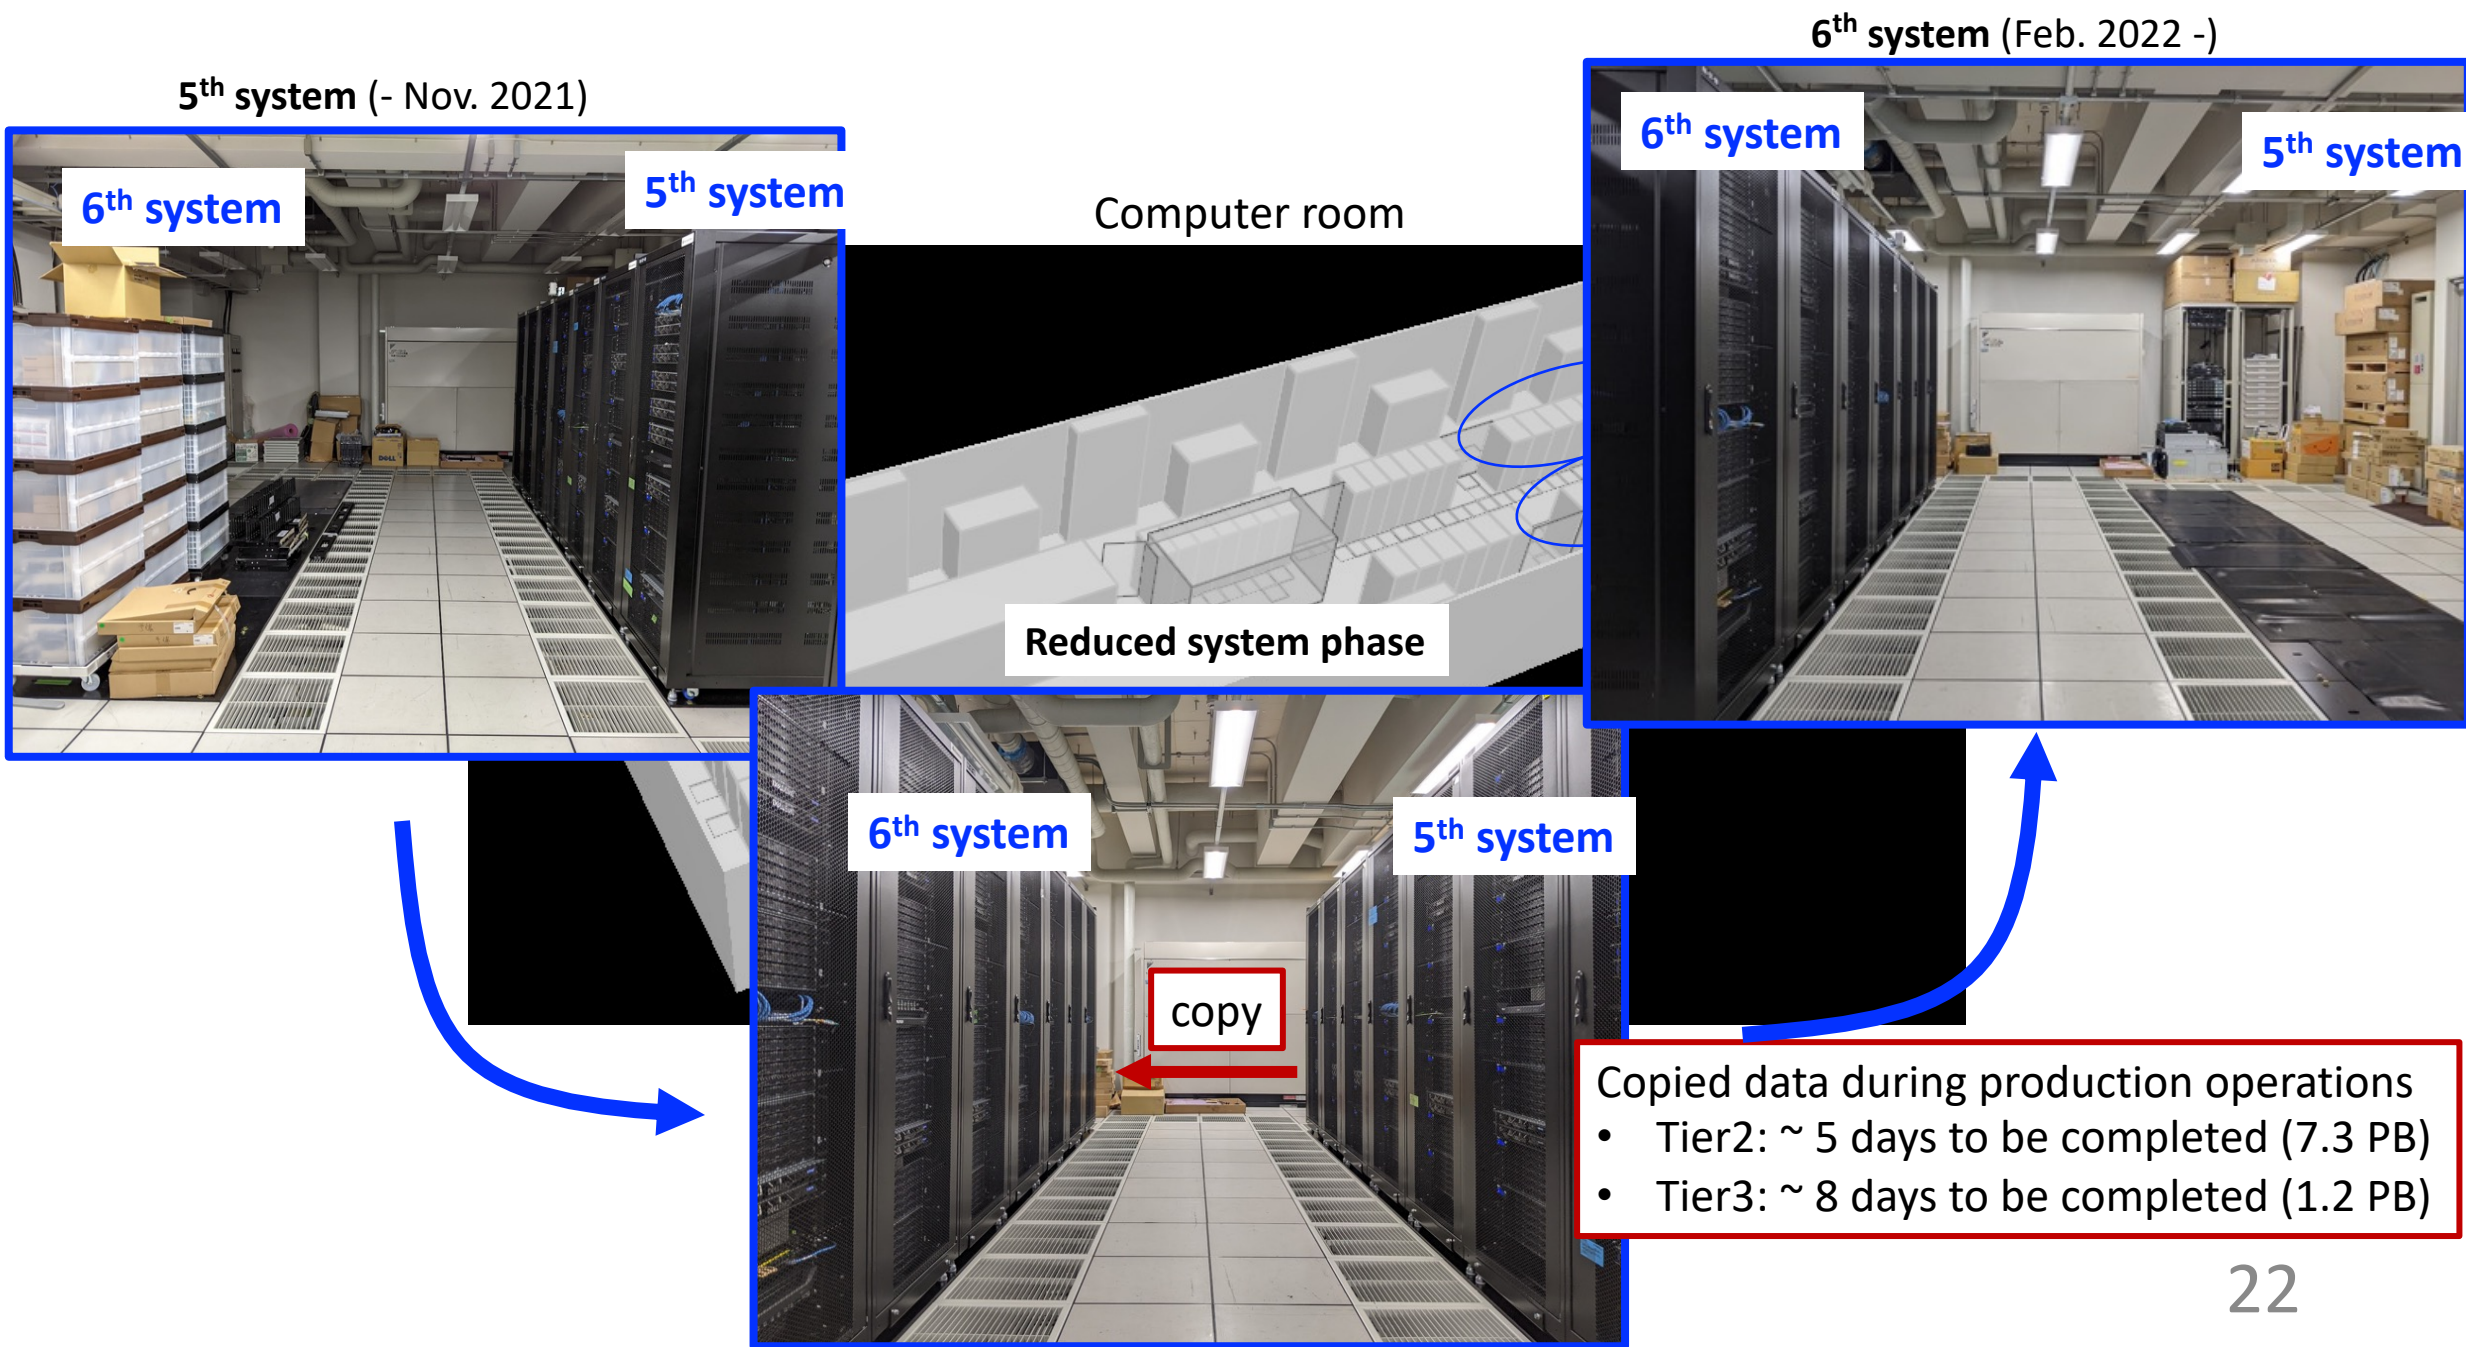 5th system (- Nov. 2021)
6th system
5th system
Computer room
6th system (Feb. 2022 -)
6th system
5th system
Reduced system phase
6th system
5th system
copy
Copied data during production operations
• Tier2: ~ 5 days to be completed (7.3 PB)
• Tier3: ~ 8 days to be completed (1.2 PB)
DELL
22